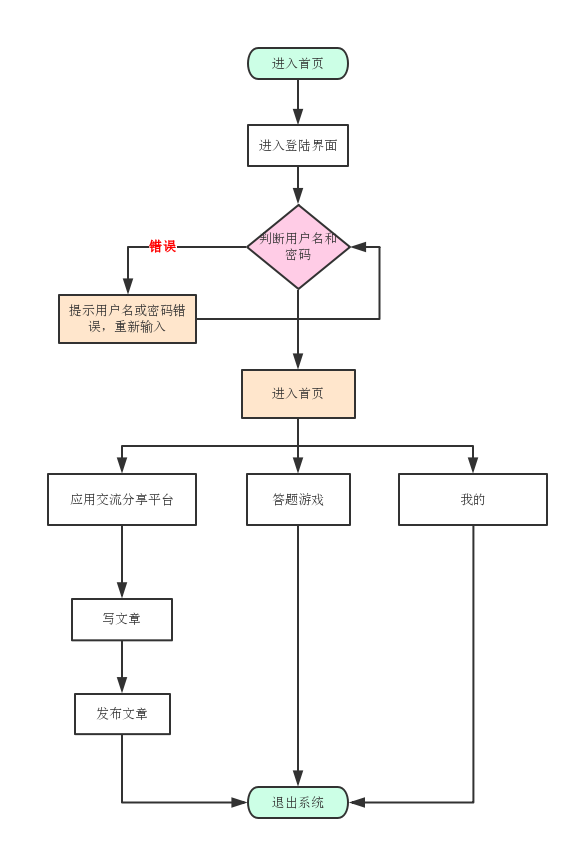 进入首页
进入登陆界面
判断用户名和
密码
错误
提示用户名或密码错
误，重新输入
进入首页
应用交流分享平台
答题游戏
我的
写文章
发布文章
退出系统